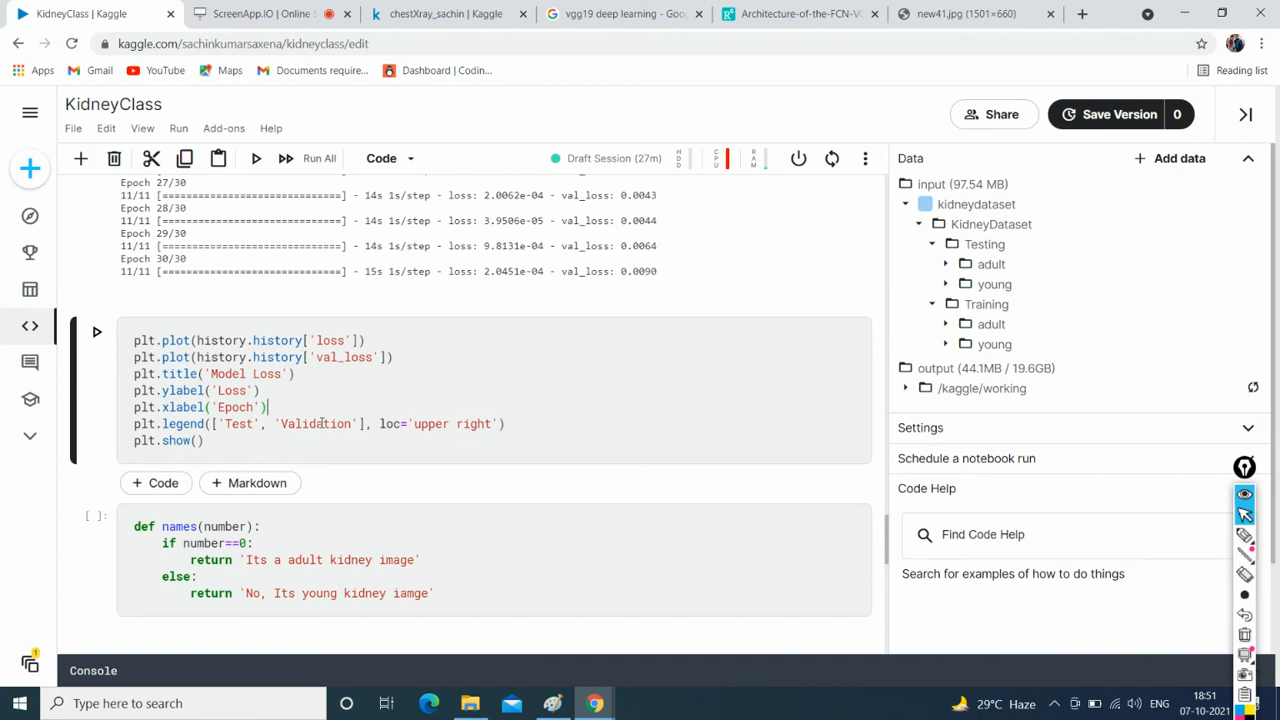 KidneyClass | Kaggle
ScreenApp.IO | Online S
chestXray_sachin | Kaggle
vgg19 deep learning - Goo
Architecture-of-the-FCN-VG
new41.jpg (1501×660)
kaggle.com/sachinkumarsaxena/kidneyclass/edit
Apps
Gmail
YouTube
Maps
Documents require...
Dashboard | Codin...
Reading list
KidneyClass
File Edit View Run Add-ons Help
Share
Save Version 0
Run All
Code
Draft Session (27m)
HDD
CPU
RAM
Epoch 27/30
11/11 [==============================] - 14s 1s/step - loss: 2.0062e-04 - val_loss: 0.0043
Epoch 28/30
11/11 [==============================] - 14s 1s/step - loss: 3.9506e-05 - val_loss: 0.0044
Epoch 29/30
11/11 [==============================] - 14s 1s/step - loss: 9.8131e-04 - val_loss: 0.0064
Epoch 30/30
11/11 [==============================] - 15s 1s/step - loss: 2.0451e-04 - val_loss: 0.0090
plt.plot(history.history['loss'])
plt.plot(history.history['val_loss'])
plt.title('Model Loss')
plt.ylabel('Loss')
plt.xlabel('Epoch')
plt.legend(['Test', 'Validation'], loc='upper right')
plt.show()
+ Code
+ Markdown
[ ]:
def names(number):
if number==0:
return 'Its a adult kidney image'
else:
return 'No, Its young kidney iamge'
Console
Data
+ Add data
input (97.54 MB)
kidneydataset
KidneyDataset
Testing
adult
young
Training
adult
young
output (44.1MB / 19.6GB)
/kaggle/working
Settings
Schedule a notebook run
Code Help
Find Code Help
Search for examples of how to do things
1
Type here to search
29°C Haze
ENG
18:51
07-10-2021